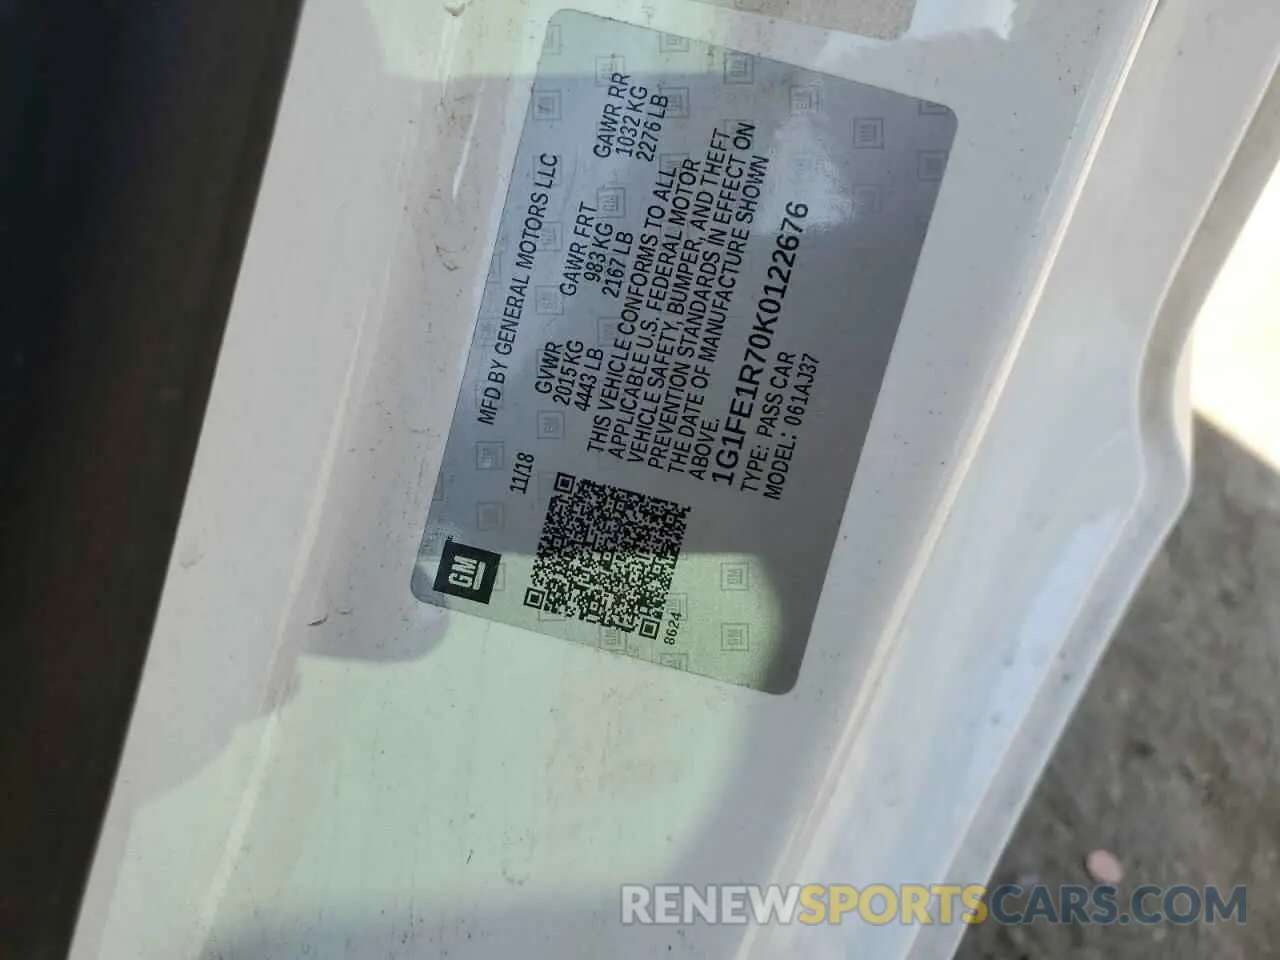 GM
MFD BY GENERAL MOTORS LLC
11/18
GVWR GAWR FRT GAWR RR
2015 KG 983 KG 1032 KG
4443 LB 2167 LB 2276 LB
THIS VEHICLE CONFORMS TO ALL
APPLICABLE U.S. FEDERAL MOTOR
VEHICLE SAFETY, BUMPER, AND THEFT
PREVENTION STANDARDS IN EFFECT ON
THE DATE OF MANUFACTURE SHOWN
ABOVE.
1G1FE1R70K0122676
TYPE: PASS CAR
MODEL: 061AJ37
8624
RENEWSPORTSCARS.COM